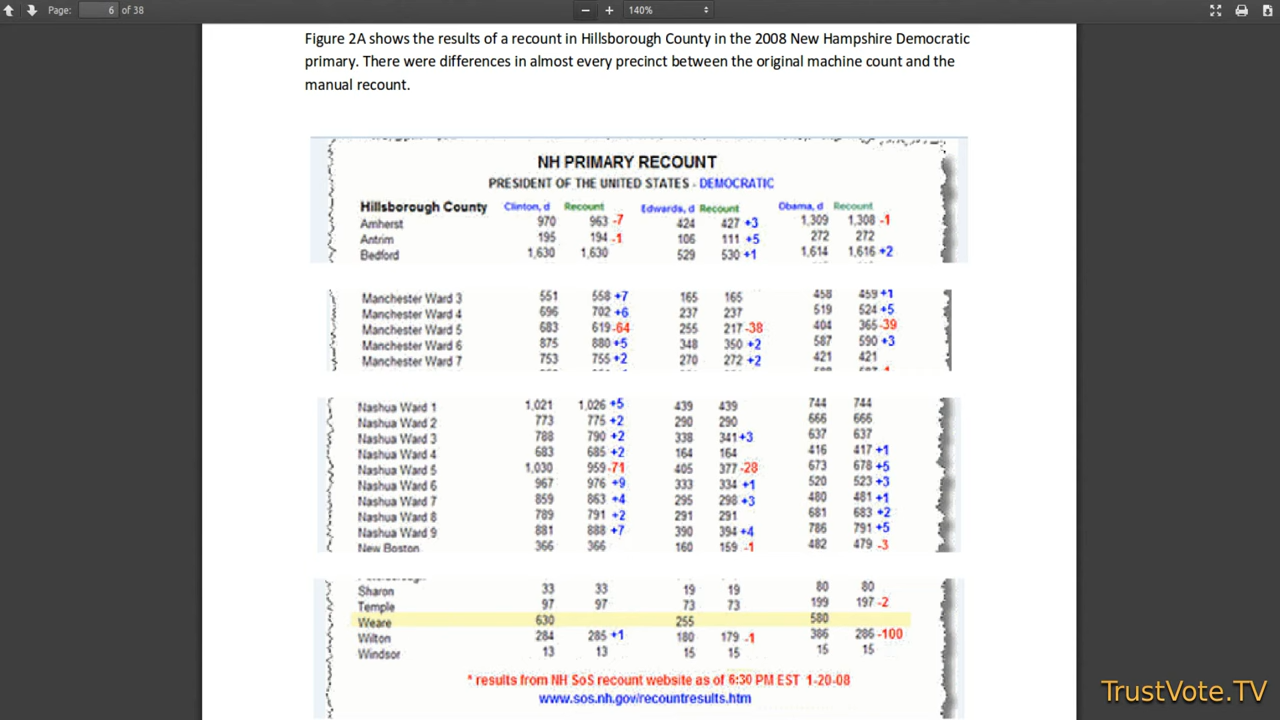 Page: 6 of 38 140%
Figure 2A shows the results of a recount in Hillsborough County in the 2008 New Hampshire Democratic
primary. There were differences in almost every precinct between the original machine count and the
manual recount.
NH PRIMARY RECOUNT
PRESIDENT OF THE UNITED STATES - DEMOCRATIC
Hillsborough County Clinton, d Recount Edwards, d Recount Obama, d Recount
Amherst 970 963 -7 424 427 +3 1,309 1,308 -1
Antrim 195 194 -1 106 111 +5 272 272
Bedford 1,630 1,630 529 530 +1 1,614 1,616 +2
Manchester Ward 3 551 558 +7 165 165 458 459 +1
Manchester Ward 4 696 702 +6 237 237 519 524 +5
Manchester Ward 5 683 619 -64 255 217 -38 404 365 -39
Manchester Ward 6 875 880 +5 348 350 +2 587 590 +3
Manchester Ward 7 753 755 +2 270 272 +2 421 421
Nashua Ward 1 1,021 1,026 +5 439 439 744 744
Nashua Ward 2 773 775 +2 290 290 666 666
Nashua Ward 3 788 790 +2 338 341 +3 637 637
Nashua Ward 4 683 685 +2 164 164 416 417 +1
Nashua Ward 5 1,030 959 -71 405 377 -28 673 678 +5
Nashua Ward 6 967 976 +9 333 334 +1 520 523 +3
Nashua Ward 7 859 863 +4 295 298 +3 480 481 +1
Nashua Ward 8 789 791 +2 291 291 681 683 +2
Nashua Ward 9 881 888 +7 390 394 +4 786 791 +5
New Boston 366 366 160 159 -1 482 479 -3
Sharon 33 33 19 19 80 80
Temple 97 97 73 73 199 197 -2
Weare 630 255 580
Wilton 284 285 +1 180 179 -1 386 286 -100
Windsor 13 13 15 15 15 15
* results from NH SoS recount website as of 6:30 PM EST 1-20-08
www.sos.nh.gov/recountresults.htm
TrustVote.TV